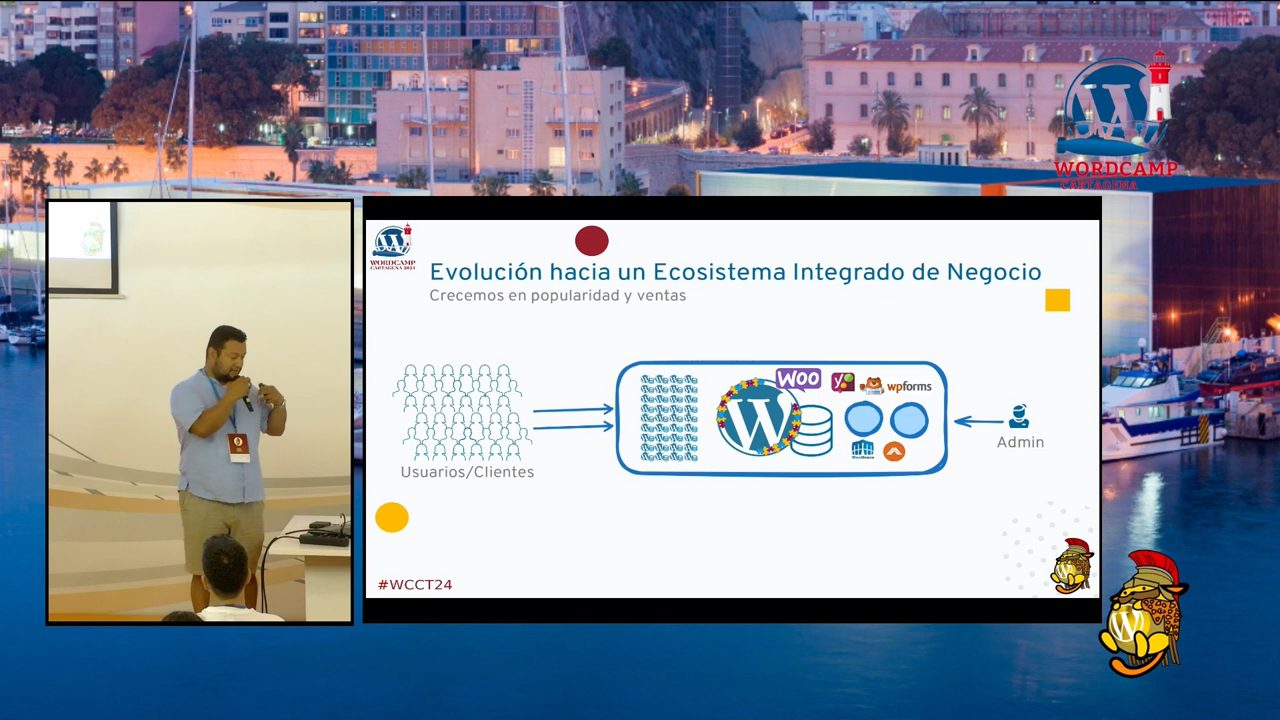 WORDCAMP
CARTAGENA
WORDCAMP
CARTAGENA 2023
Evolución hacia un Ecosistema Integrado de Negocio
Crecemos en popularidad y ventas
WOO
wpforms
Usuarios/Clientes
Admin
#WCCT24